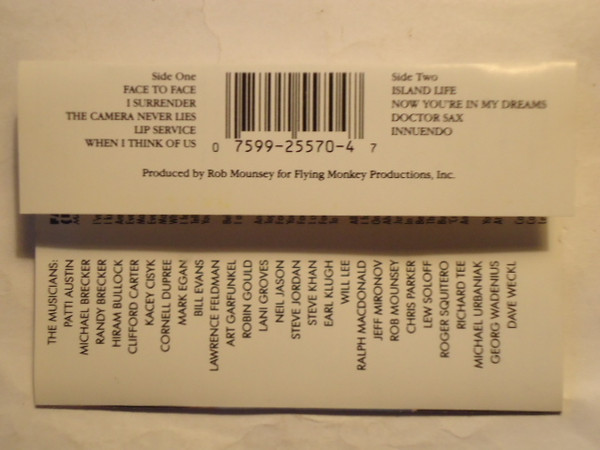 Side One
FACE TO FACE
I SURRENDER
THE CAMERA NEVER LIES
LIP SERVICE
WHEN I THINK OF US
0 7599-25570-4 7
Side Two
ISLAND LIFE
NOW YOU'RE IN MY DREAMS
DOCTOR SAX
INNUENDO
Produced by Rob Mounsey for Flying Monkey Productions, Inc.
THE MUSICIANS:
PATTI AUSTIN
MICHAEL BRECKER
RANDY BRECKER
HIRAM BULLOCK
CLIFFORD CARTER
KACEY CISYK
CORNELL DUPREE
MARK EGAN
BILL EVANS
LAWRENCE FELDMAN
ART GARFUNKEL
ROBIN GOULD
LANI GROVES
NEIL JASON
STEVE JORDAN
STEVE KHAN
EARL KLUGH
WILL LEE
RALPH MACDONALD
JEFF MIRONOV
ROB MOUNSEY
CHRIS PARKER
LEW SOLOFF
ROGER SQUITERO
RICHARD TEE
MICHAEL URBANIAK
GEORG WADENIUS
DAVE WECKL